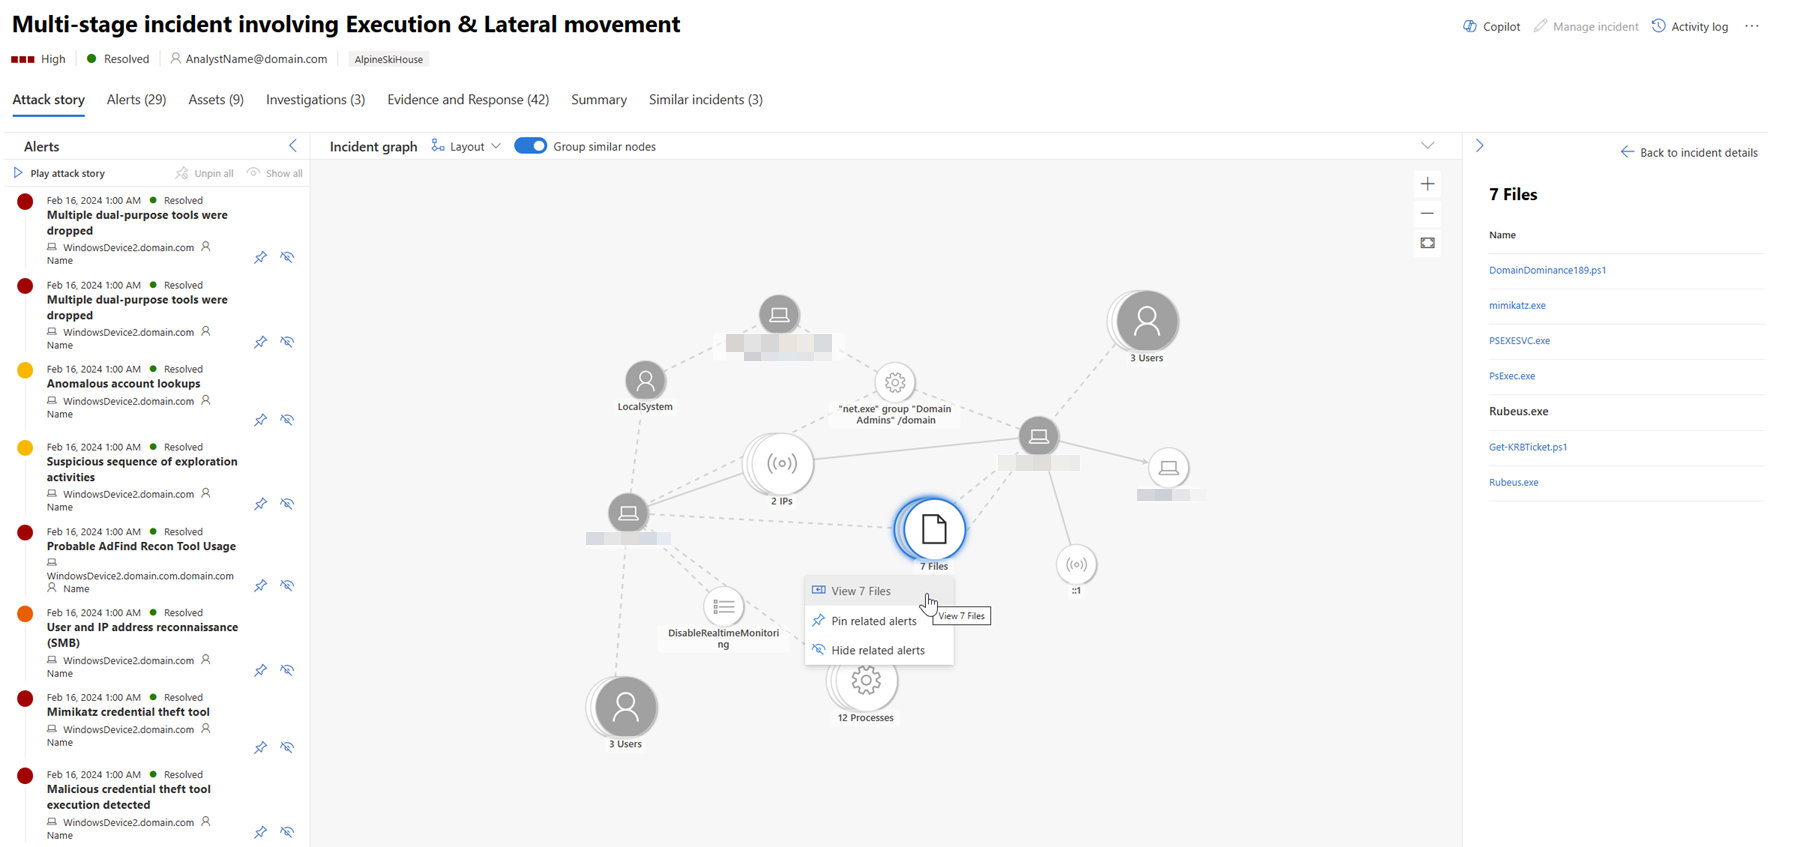 Multi-stage incident involving Execution & Lateral movement
Copilot
Manage incident
Activity log
High
Resolved
AnalystName@domain.com
AlpineSkiHouse
Attack story
Alerts (29)
Assets (9)
Investigations (3)
Evidence and Response (42)
Summary
Similar incidents (3)
Alerts
Play attack story
Unpin all
Show all
Feb 16, 2024 1:00 AM Resolved
Multiple dual-purpose tools were
dropped
WindowsDevice2.domain.com
Name
Feb 16, 2024 1:00 AM Resolved
Multiple dual-purpose tools were
dropped
WindowsDevice2.domain.com
Name
Feb 16, 2024 1:00 AM Resolved
Anomalous account lookups
WindowsDevice2.domain.com
Name
Feb 16, 2024 1:00 AM Resolved
Suspicious sequence of exploration
activities
WindowsDevice2.domain.com
Name
Feb 16, 2024 1:00 AM Resolved
Probable AdFind Recon Tool Usage
WindowsDevice2.domain.com.domain.com
Name
Feb 16, 2024 1:00 AM Resolved
User and IP address reconnaissance
(SMB)
WindowsDevice2.domain.com
Name
Feb 16, 2024 1:00 AM Resolved
Mimikatz credential theft tool
WindowsDevice2.domain.com
Name
Feb 16, 2024 1:00 AM Resolved
Malicious credential theft tool
execution detected
WindowsDevice2.domain.com
Name
Incident graph
Layout
Group similar nodes
3 Users
LocalSystem
"net.exe" group "Domain
Admins" /domain
2 IPs
7 Files
::1
View 7 Files
View 7 Files
Pin related alerts
Hide related alerts
DisableRealtimeMonitori
ng
12 Processes
3 Users
Back to incident details
7 Files
Name
DomainDominance189.ps1
mimikatz.exe
PSEXESVC.exe
PsExec.exe
Rubeus.exe
Get-KRBTicket.ps1
Rubeus.exe